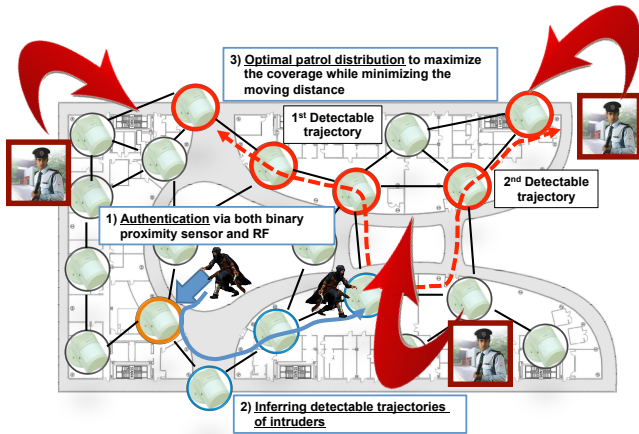 3) Optimal patrol distribution to maximize
the coverage while minimizing the
moving distance
1st Detectable
trajectory
2nd Detectable
trajectory
1) Authentication via both binary
proximity sensor and RF
2) Inferring detectable trajectories
of intruders